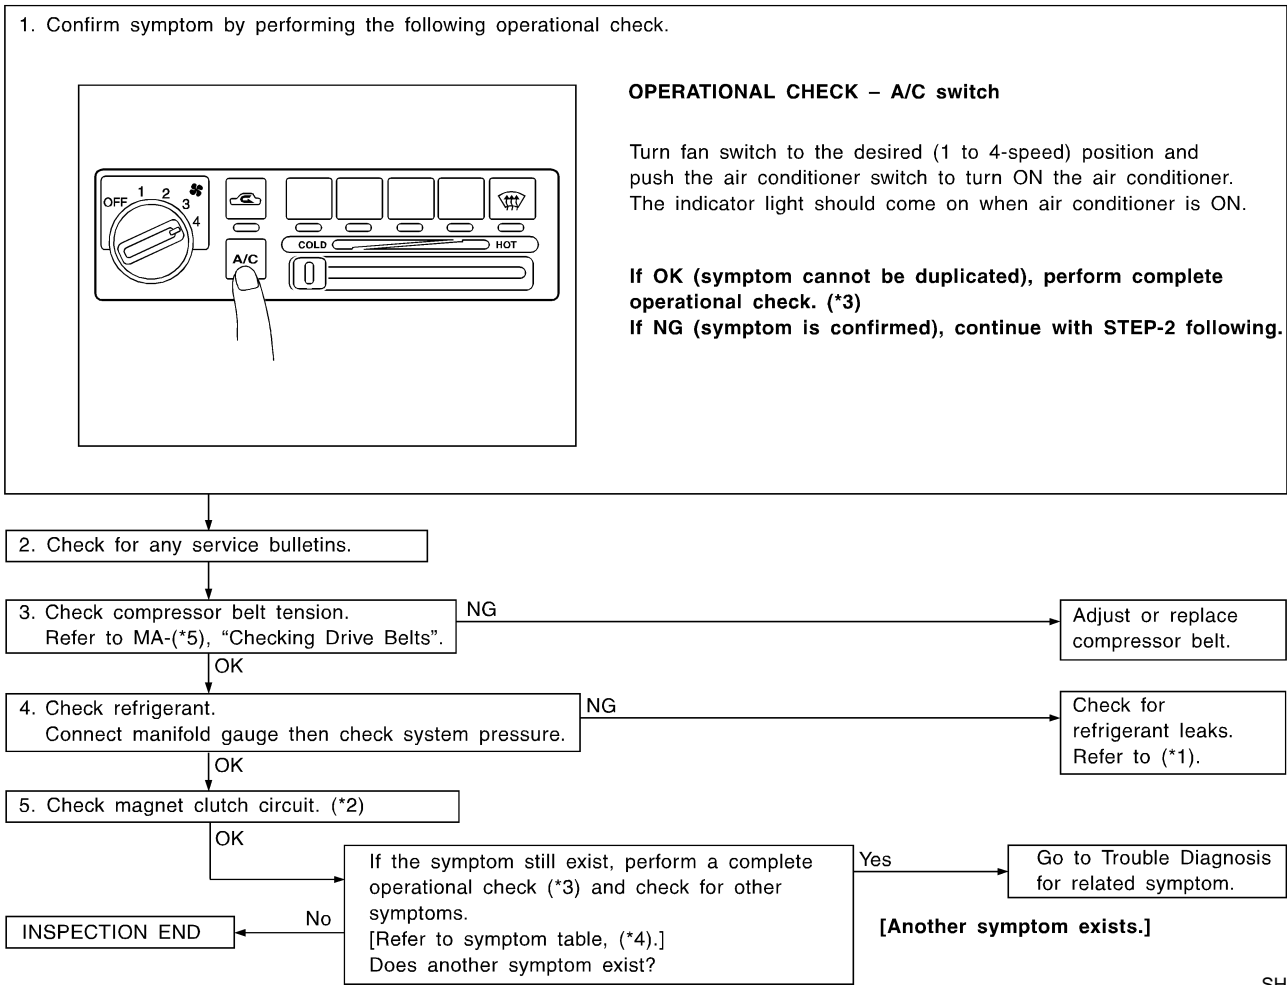 1. Confirm symptom by performing the following operational check.
OFF 1 2 3 4
A/C
COLD HOT
OPERATIONAL CHECK – A/C switch
Turn fan switch to the desired (1 to 4-speed) position and
push the air conditioner switch to turn ON the air conditioner.
The indicator light should come on when air conditioner is ON.
If OK (symptom cannot be duplicated), perform complete
operational check. (*3)
If NG (symptom is confirmed), continue with STEP-2 following.
2. Check for any service bulletins.
3. Check compressor belt tension.
Refer to MA-(*5), “Checking Drive Belts”.
NG
Adjust or replace
compressor belt.
OK
4. Check refrigerant.
Connect manifold gauge then check system pressure.
NG
Check for
refrigerant leaks.
Refer to (*1).
OK
5. Check magnet clutch circuit. (*2)
OK
If the symptom still exist, perform a complete
operational check (*3) and check for other
symptoms.
[Refer to symptom table, (*4).]
Does another symptom exist?
Yes
Go to Trouble Diagnosis
for related symptom.
[Another symptom exists.]
No
INSPECTION END